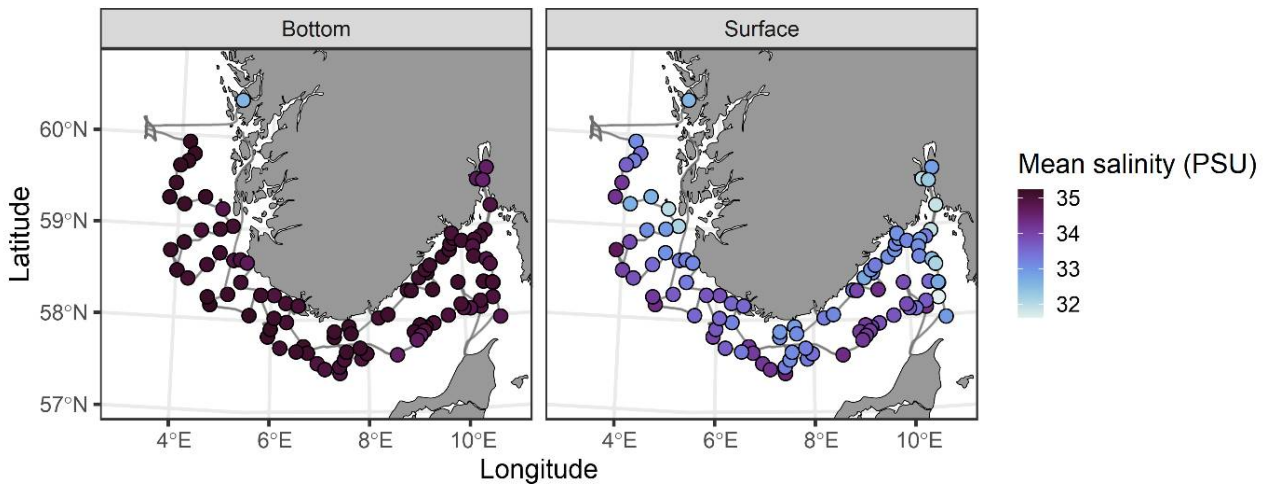 Bottom
Surface
60°N
59°N
58°N
57°N
Latitude
4°E 6°E 8°E 10°E
4°E 6°E 8°E 10°E
Longitude
Mean salinity (PSU)
35
34
33
32